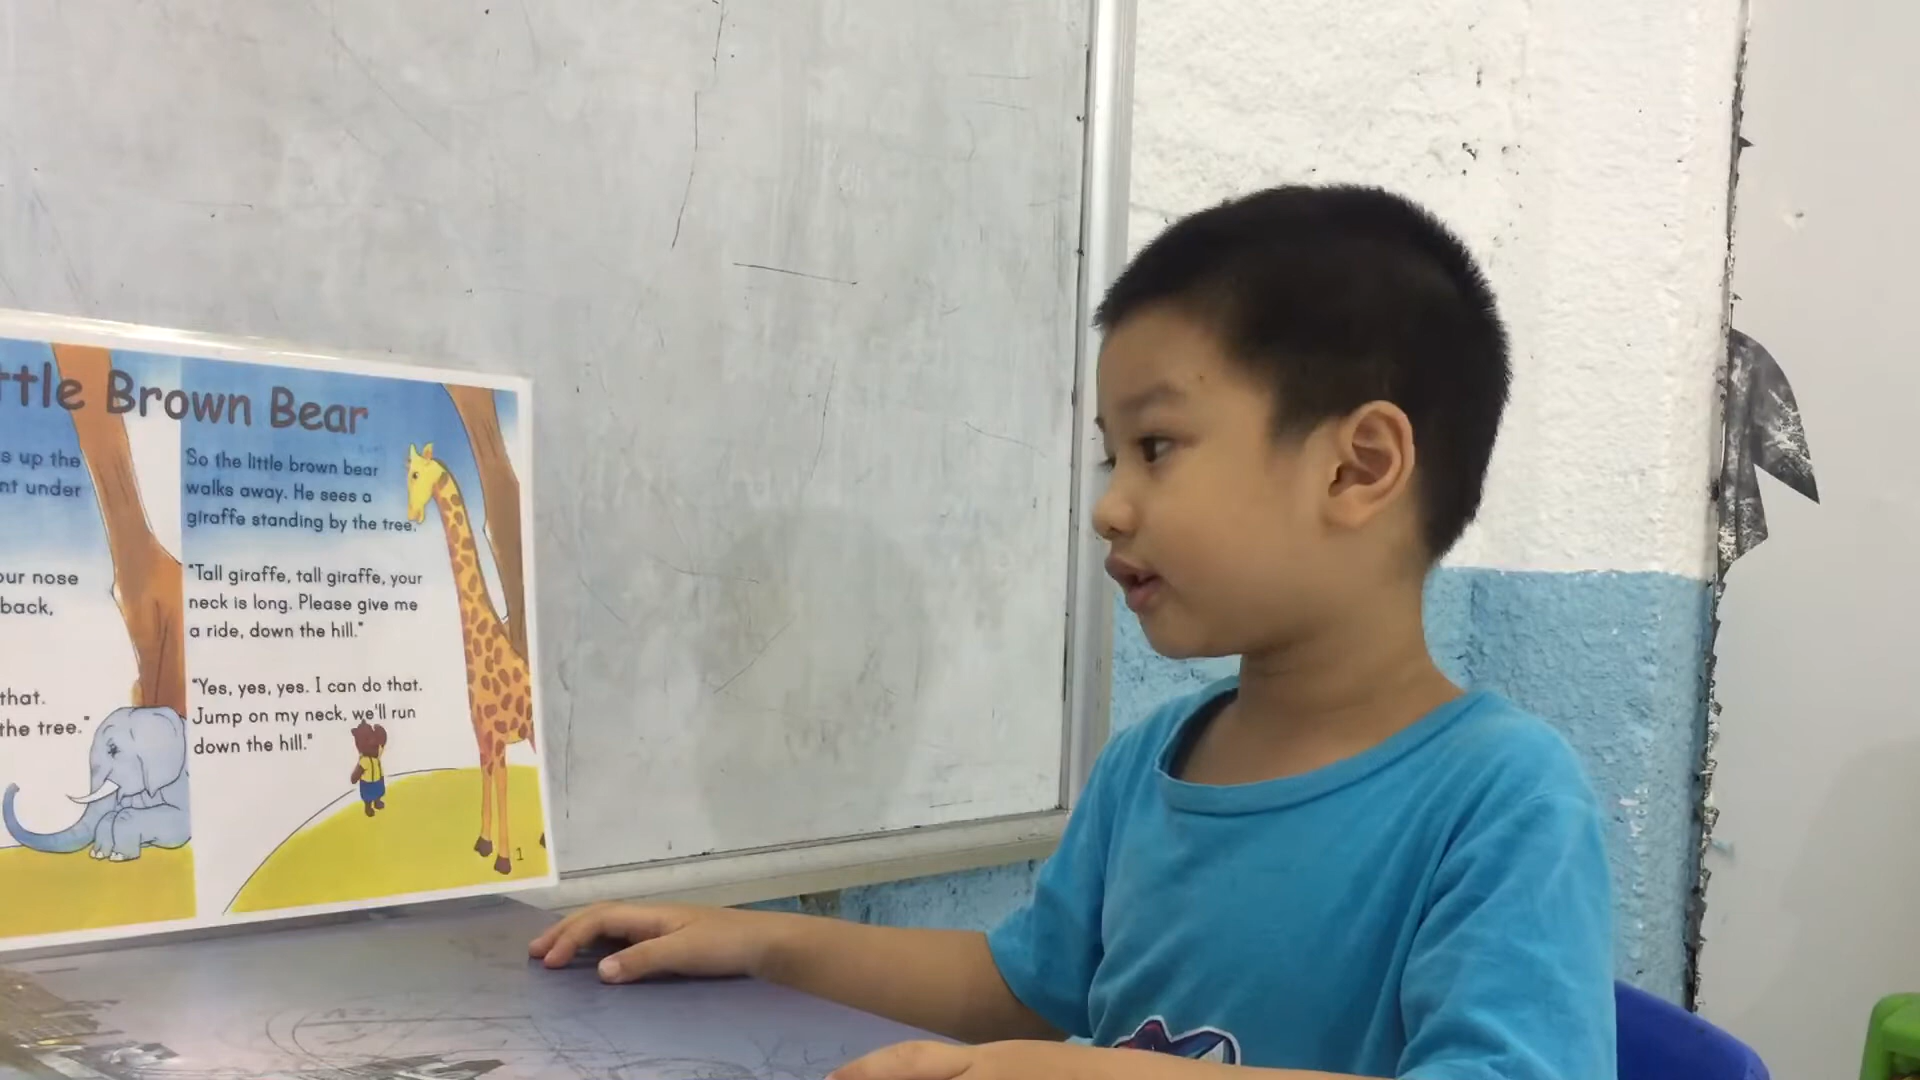 ttle Brown Bear
s up the
nt under
our nose
back,
that.
the tree."
So the little brown bear
walks away. He sees a
giraffe standing by the tree.
"Tall giraffe, tall giraffe, your
neck is long. Please give me
a ride, down the hill."
"Yes, yes, yes. I can do that.
Jump on my neck, we'll run
down the hill."
1